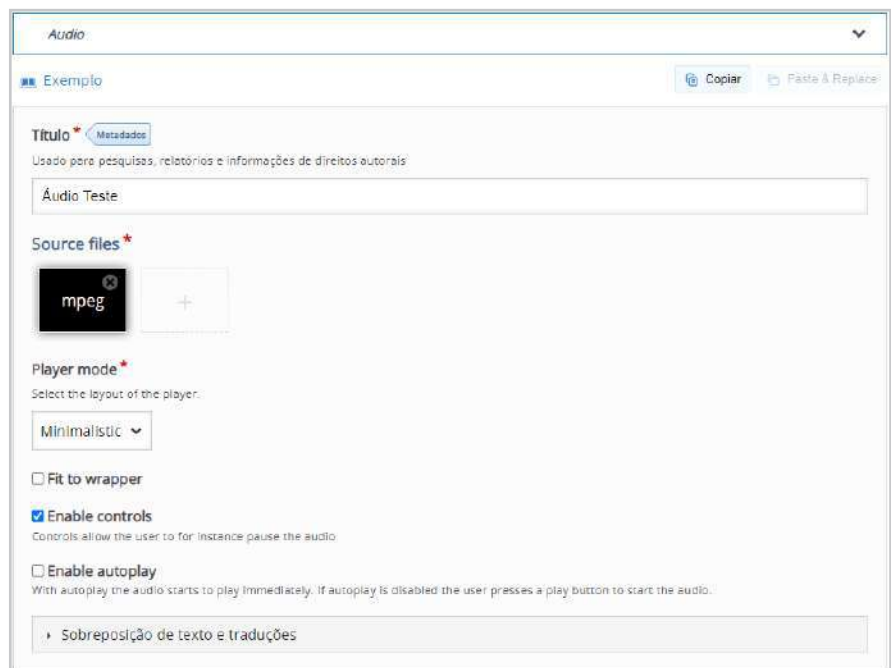 Audio
Exemplo
Copiar
Paste & Replace
Título * Metadados
Usado para pesquisas, relatórios e informações de direitos autorais
Áudio Teste
Source files *
mpeg
+
Player mode *
Select the layout of the player.
Minimalistic
Fit to wrapper
Enable controls
Controls allow the user to for instance pause the audio
Enable autoplay
With autoplay the audio starts to play immediately. If autoplay is disabled the user presses a play button to start the audio.
Sobreposição de texto e traduções